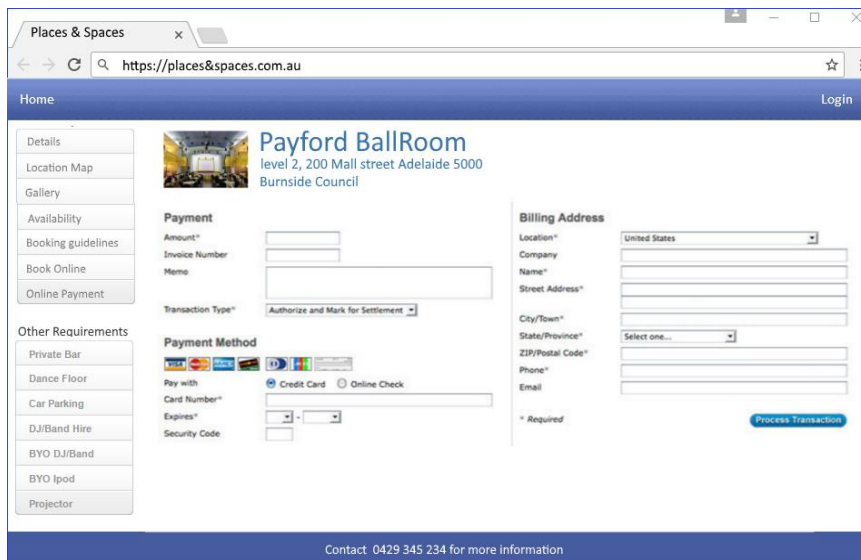 Places & Spaces
https://places&spaces.com.au
Home
Login
Details
Location Map
Gallery
Availability
Booking guidelines
Book Online
Online Payment
Other Requirements
Private Bar
Dance Floor
Car Parking
DJ/Band Hire
BYO DJ/Band
BYO Ipod
Projector
Payford BallRoom
level 2, 200 Mall street Adelaide 5000
Burnside Council
Payment
Amount*
Invoice Number
Memo
Transaction Type* Authorize and Mark for Settlement
Payment Method
VISA
Pay with Credit Card Online Check
Card Number*
Expires* -
Security Code
Billing Address
Location* United States
Company
Name*
Street Address*
City/Town*
State/Province* Select one...
ZIP/Postal Code*
Phone*
Email
* Required
Process Transaction
Contact 0429 345 234 for more information